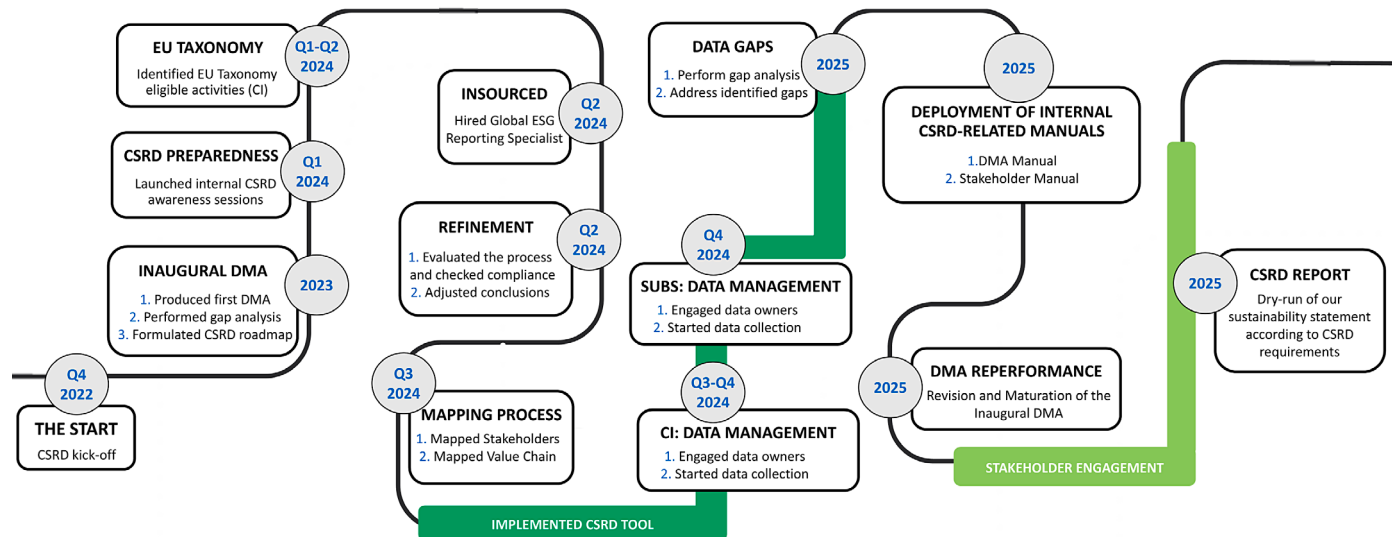 Q4
2022
THE START
CSRD kick-off
2023
INAUGURAL DMA
1. Produced first DMA
2. Performed gap analysis
3. Formulated CSRD roadmap
Q1
2024
CSRD PREPAREDNESS
Launched internal CSRD
awareness sessions
Q1-Q2
2024
EU TAXONOMY
Identified EU Taxonomy
eligible activities (CI)
Q2
2024
INSOURCED
Hired Global ESG
Reporting Specialist
Q2
2024
REFINEMENT
1. Evaluated the process
and checked compliance
2. Adjusted conclusions
Q3
2024
MAPPING PROCESS
1. Mapped Stakeholders
2. Mapped Value Chain
IMPLEMENTED CSRD TOOL
Q3-Q4
2024
CI: DATA MANAGEMENT
1. Engaged data owners
2. Started data collection
Q4
2024
SUBS: DATA MANAGEMENT
1. Engaged data owners
2. Started data collection
2025
DATA GAPS
1. Perform gap analysis
2. Address identified gaps
2025
DEPLOYMENT OF INTERNAL
CSRD-RELATED MANUALS
1.DMA Manual
2. Stakeholder Manual
2025
DMA REPERFORMANCE
Revision and Maturation of the
Inaugural DMA
STAKEHOLDER ENGAGEMENT
2025
CSRD REPORT
Dry-run of our
sustainability statement
according to CSRD
requirements